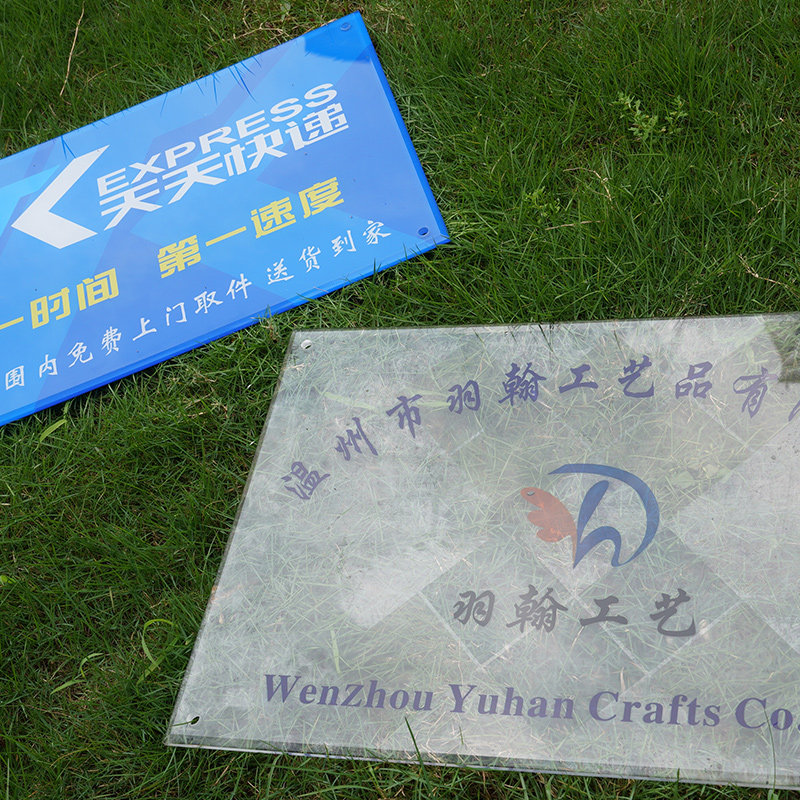 EXPRESS
天天快递
一时间 第一速度
围内免费上门取件 送货到家
温州市羽翰工艺品有
羽翰工艺
Wenzhou Yuhan Crafts Co.